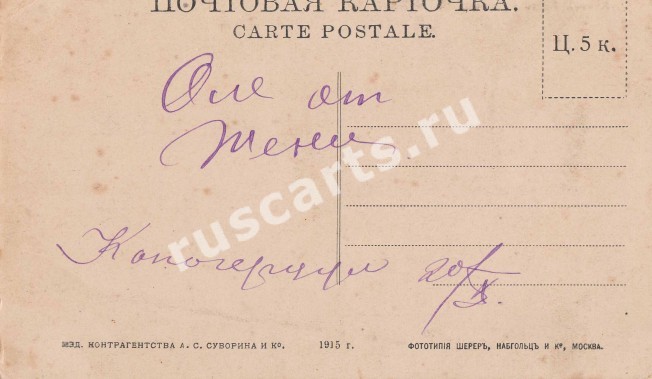 ПОЧТОВАЯ КАРТОЧКА.
CARTE POSTALE.
Ц. 5 к.
Оле от
Жени
20/X.
ruscarts.ru
ИЗД. КОНТРАГЕНТСТВА А. С. СУВОРИНА И Ко. 1915 г. ФОТОТИПІЯ ШЕРЕРЪ, НАБГОЛЬЦЪ И Ко, МОСКВА.